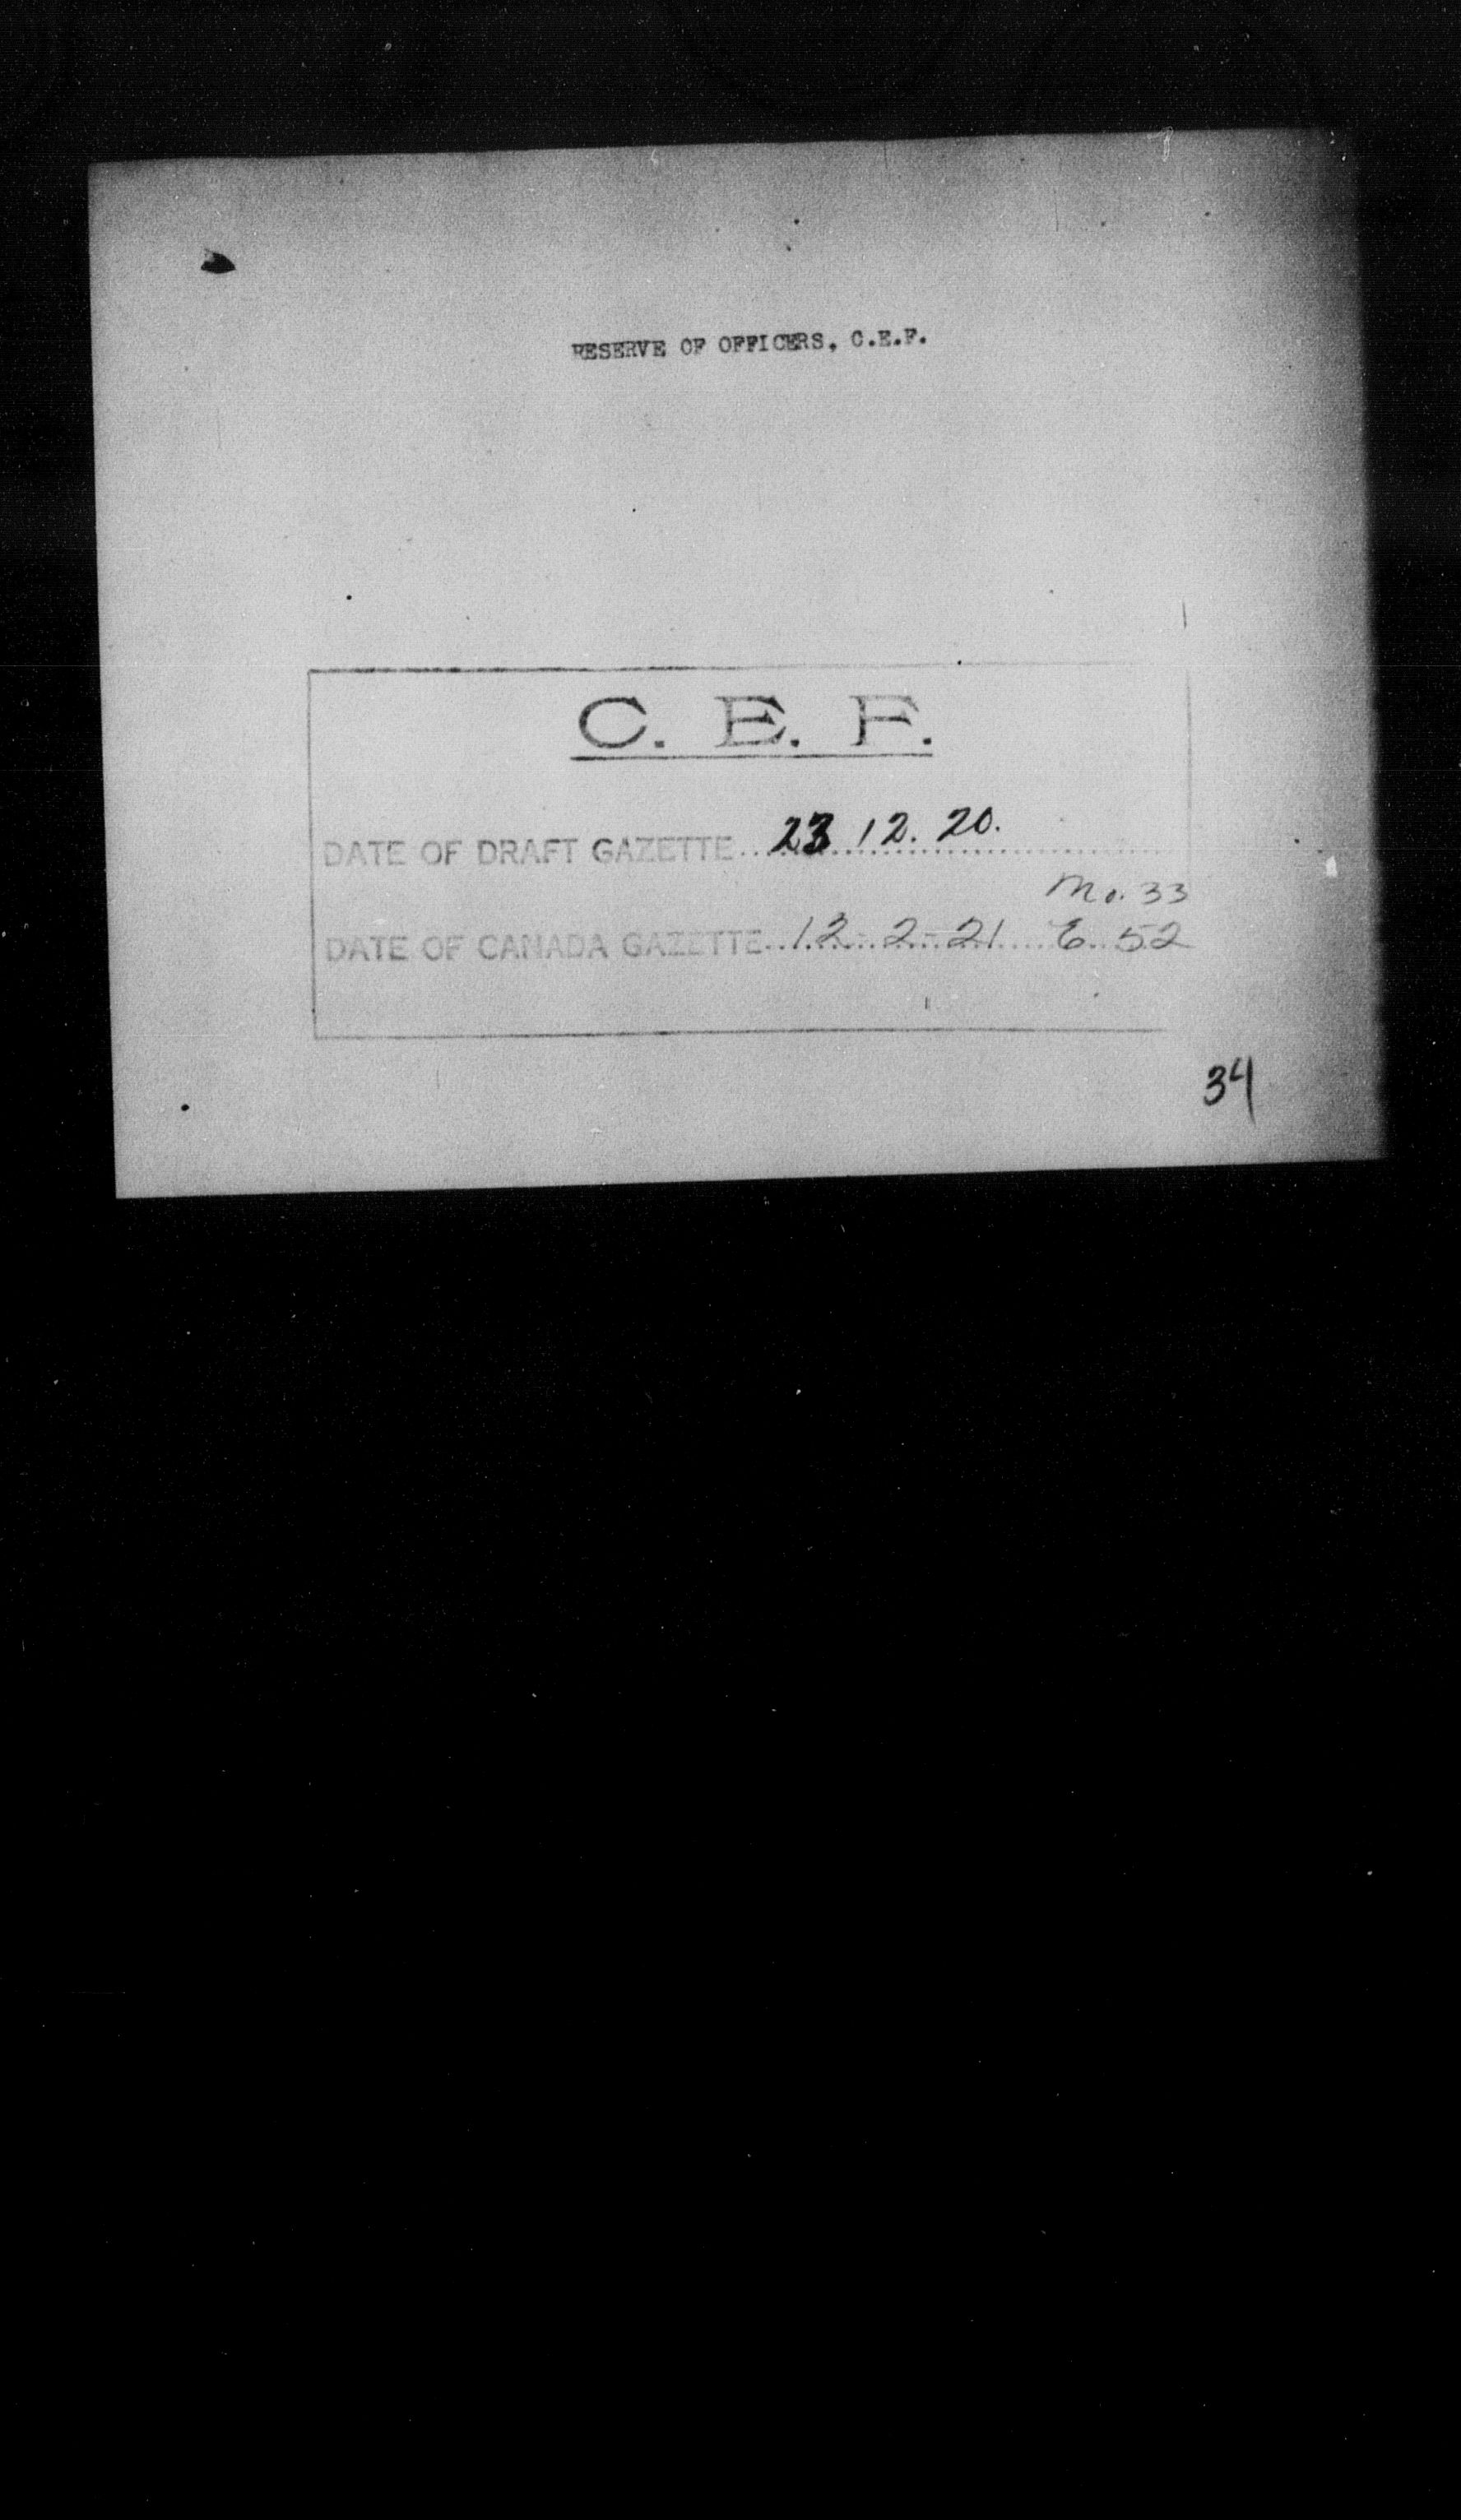 RESERVE OF OFFICERS, C.E.F.
C. E. F.
DATE OF DRAFT GAZETTE...23 12. 20.
No. 33
DATE OF CANADA GAZETTE...12 2 21 E 52
34